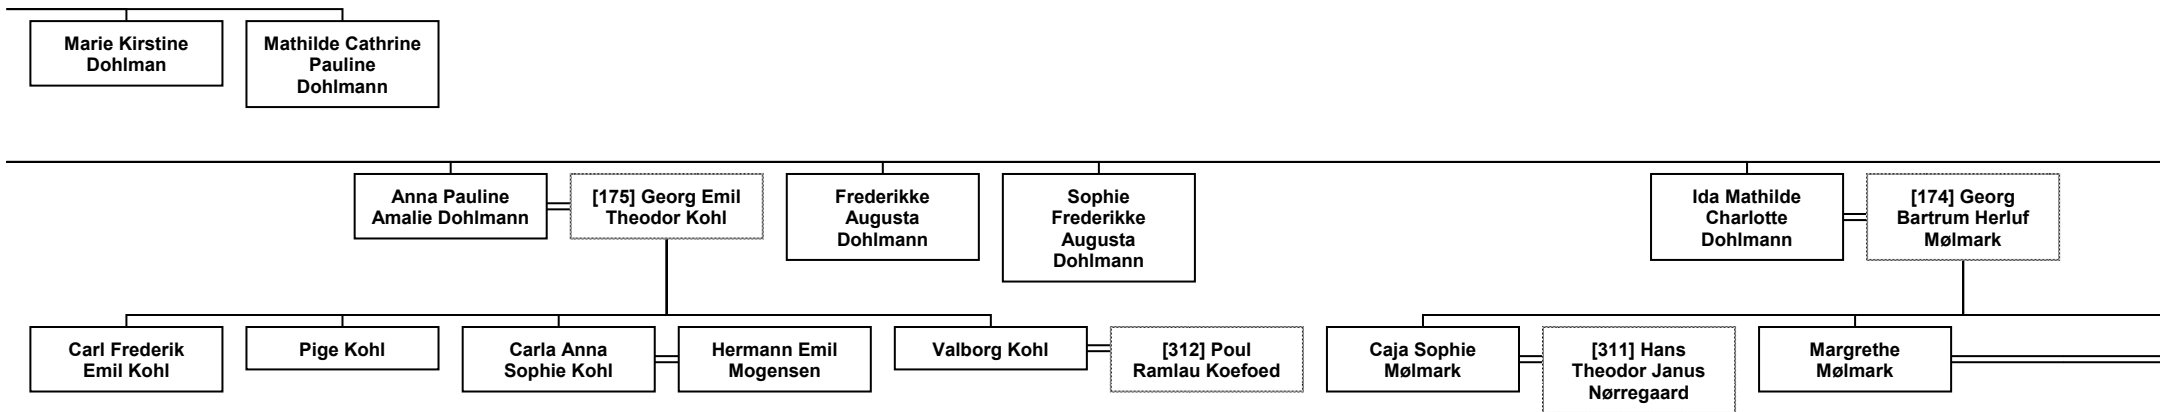 Marie Kirstine
Dohlman
Mathilde Cathrine
Pauline
Dohlmann
Anna Pauline
Amalie Dohlmann
[175] Georg Emil
Theodor Kohl
Frederikke
Augusta
Dohlmann
Sophie
Frederikke
Augusta
Dohlmann
Ida Mathilde
Charlotte
Dohlmann
[174] Georg
Bartrum Herluf
Mølmark
Carl Frederik
Emil Kohl
Pige Kohl
Carla Anna
Sophie Kohl
Hermann Emil
Mogensen
Valborg Kohl
[312] Poul
Ramlau Koefoed
Caja Sophie
Mølmark
[311] Hans
Theodor Janus
Nørregaard
Margrethe
Mølmark